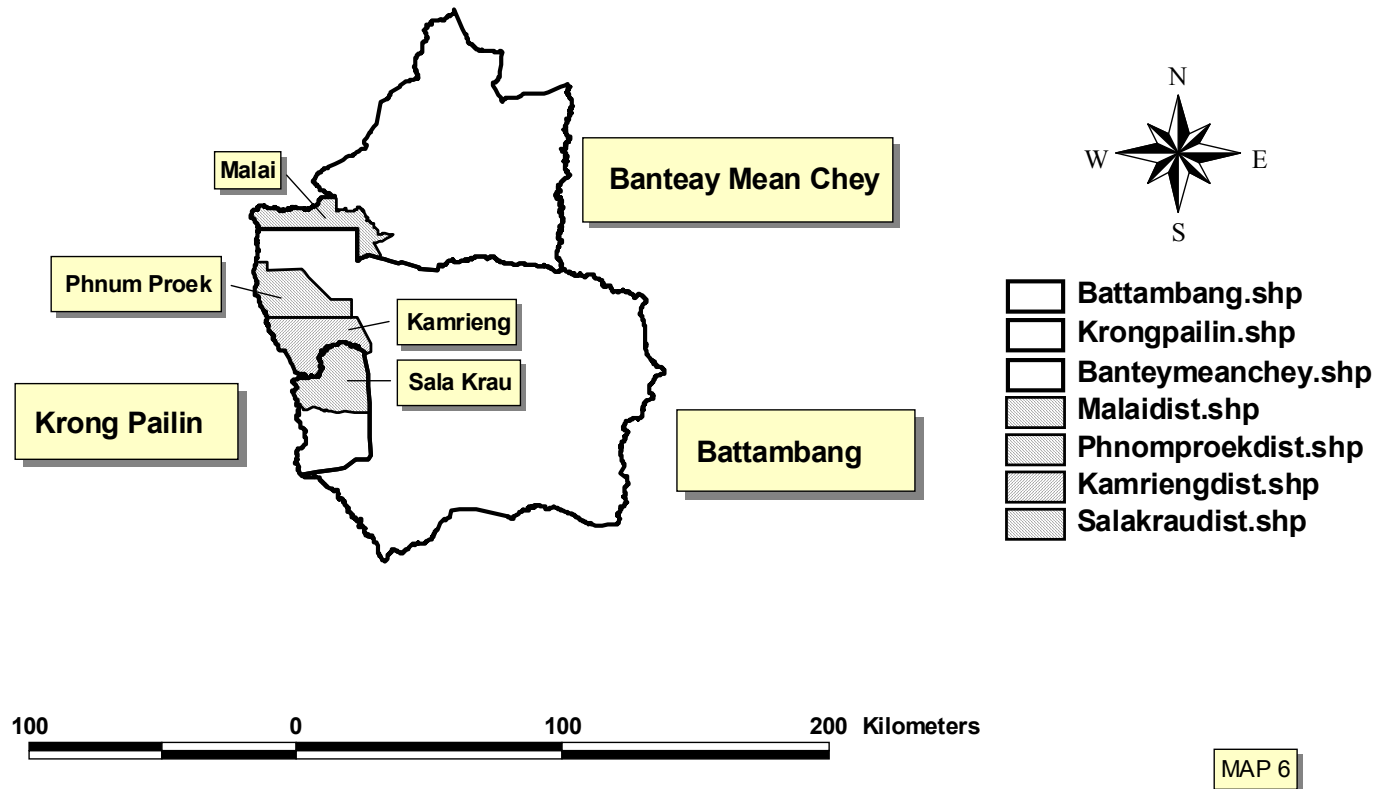 N
W
E
S
Malai
Banteay Mean Chey
Phnum Proek
Kamrieng
Sala Krau
Krong Pailin
Battambang
Battambang.shp
Krongpailin.shp
Banteymeanchey.shp
Malaidist.shp
Phnomproekdist.shp
Kamriengdist.shp
Salakraudist.shp
100 0 100 200 Kilometers
MAP 6